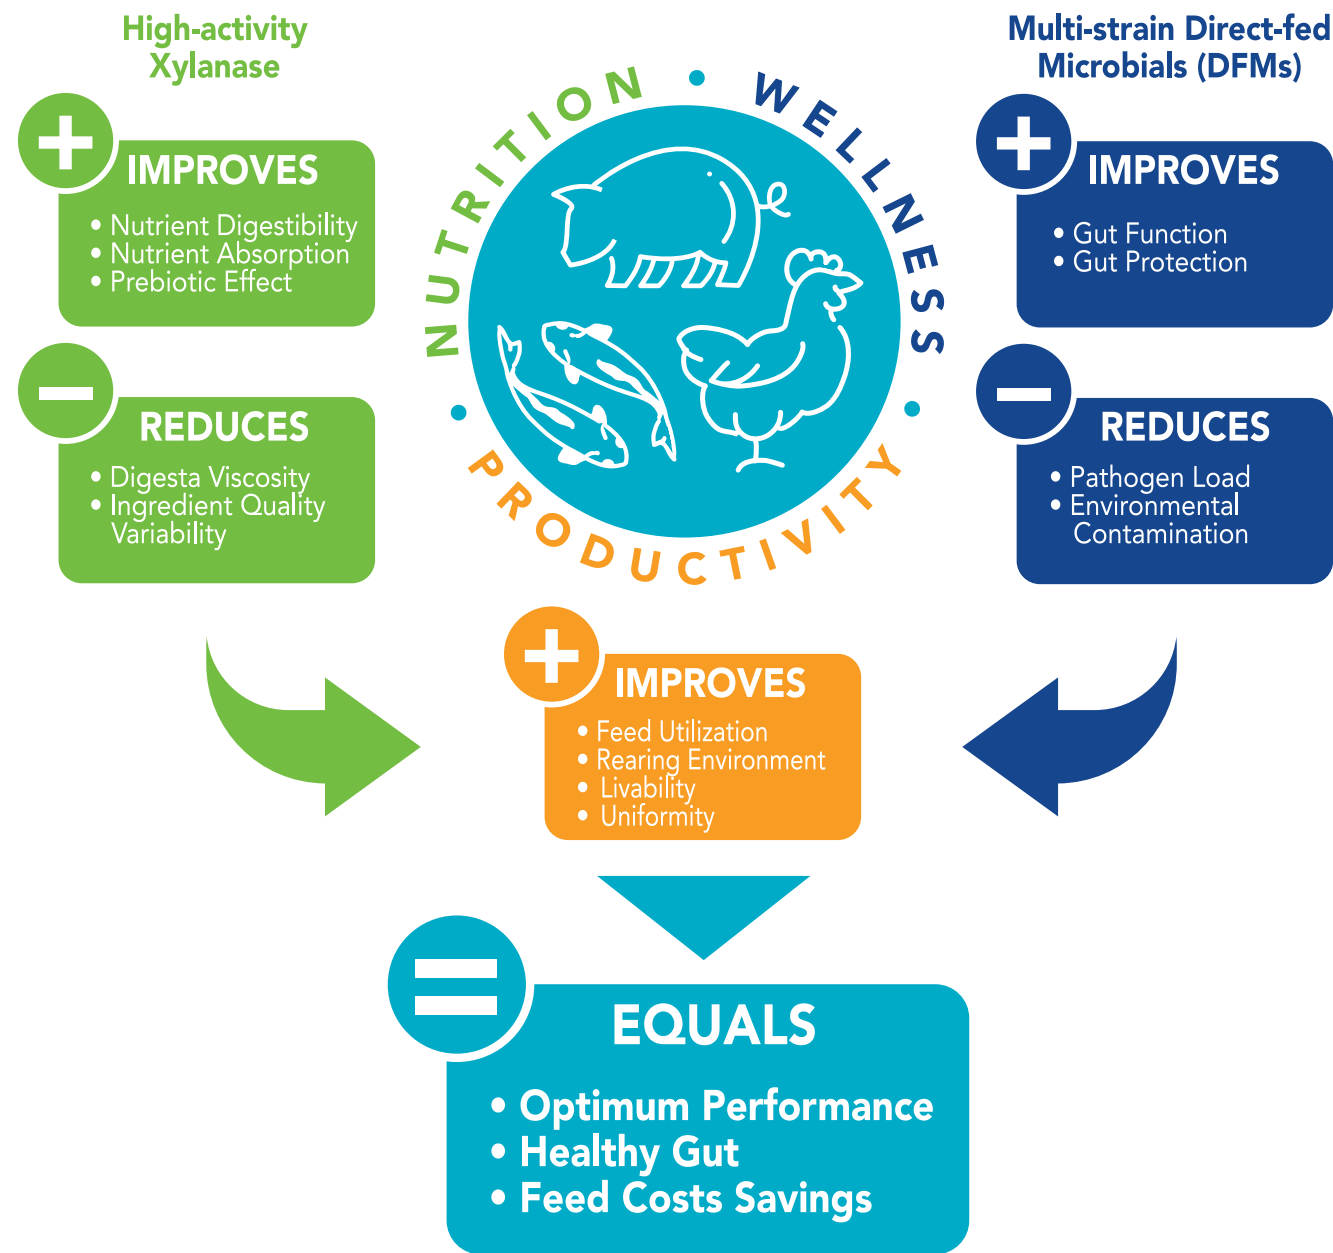 High-activity
Xylanase
IMPROVES
• Nutrient Digestibility
• Nutrient Absorption
• Prebiotic Effect
REDUCES
• Digesta Viscosity
• Ingredient Quality
Variability
NUTRITION • WELLNESS • PRODUCTIVITY •
Multi-strain Direct-fed
Microbials (DFMs)
IMPROVES
• Gut Function
• Gut Protection
REDUCES
• Pathogen Load
• Environmental
Contamination
IMPROVES
• Feed Utilization
• Rearing Environment
• Livability
• Uniformity
EQUALS
• Optimum Performance
• Healthy Gut
• Feed Costs Savings